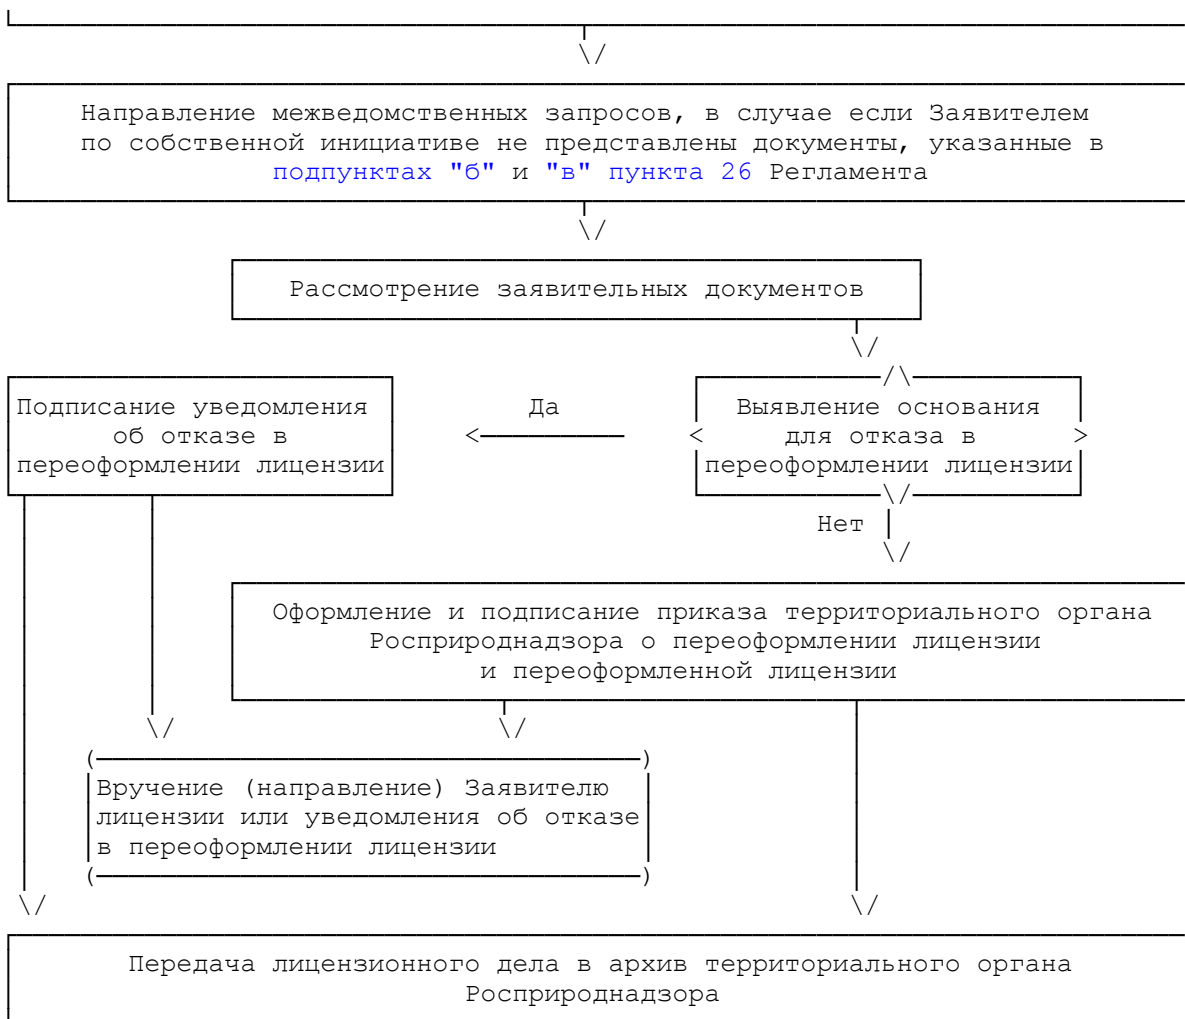 Направление межведомственных запросов, в случае если Заявителем
по собственной инициативе не представлены документы, указанные в
подпунктах "б" и "в" пункта 26 Регламента
Рассмотрение заявительных документов
Подписание уведомления
об отказе в
переоформлении лицензии
Да
Выявление основания
для отказа в
переоформлении лицензии
Нет
Оформление и подписание приказа территориального органа
Росприроднадзора о переоформлении лицензии
и переоформленной лицензии
Вручение (направление) Заявителю
лицензии или уведомления об отказе
в переоформлении лицензии
Передача лицензионного дела в архив территориального органа
Росприроднадзора